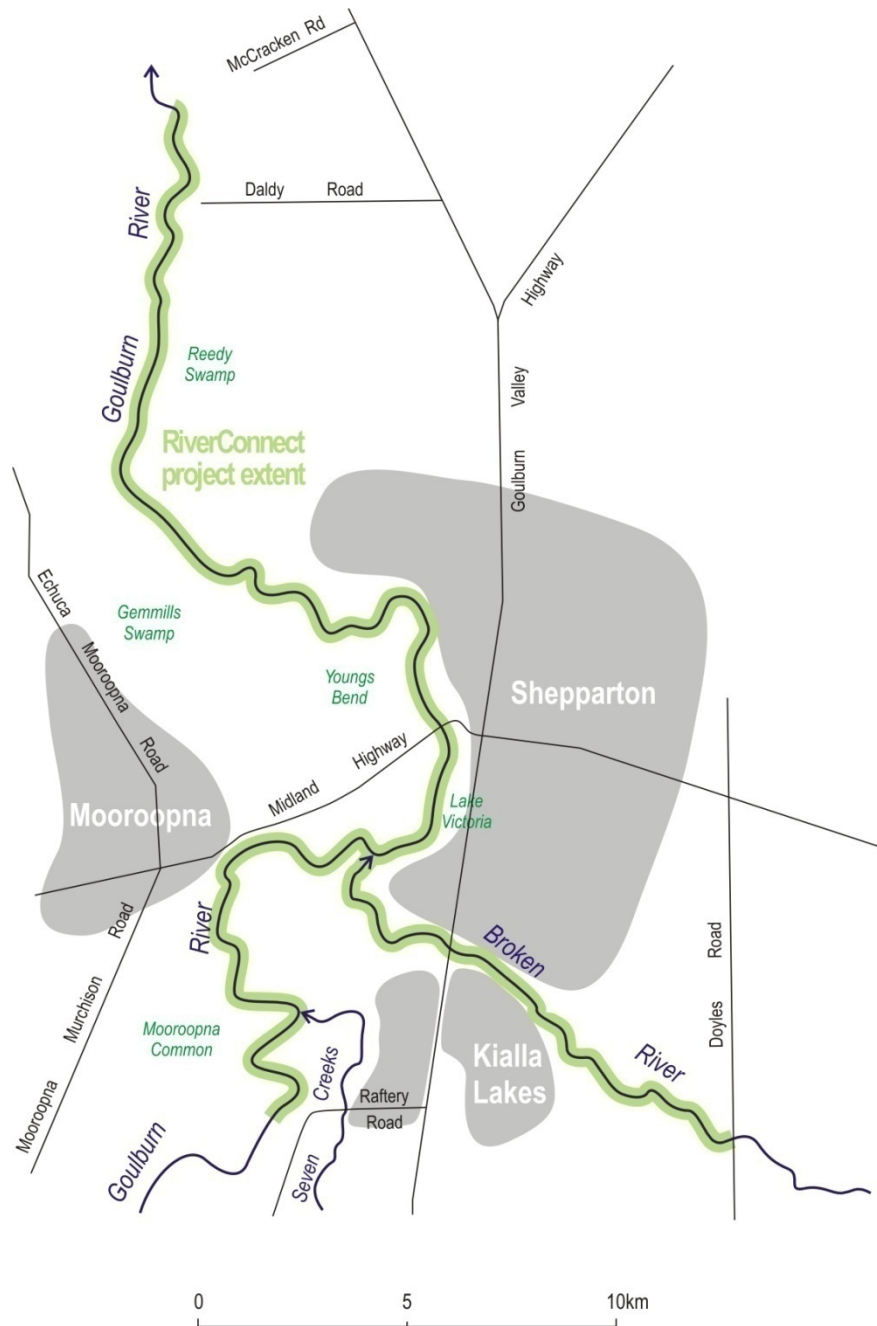 McCracken Rd
Daldy Road
River
Highway
Goulburn
Reedy
Swamp
Valley
RiverConnect
project extent
Goulburn
Echuca
Gemmills
Swamp
Mooroopna
Youngs
Bend
Shepparton
Road
Highway
Midland
Mooroopna
Lake
Victoria
River
Road
Broken
Road
Murchison
Mooroopna
Common
Creeks
Kialla
Lakes
River
Doyles
Raftery
Road
Mooroopna
Goulburn
Seven
0 5 10km